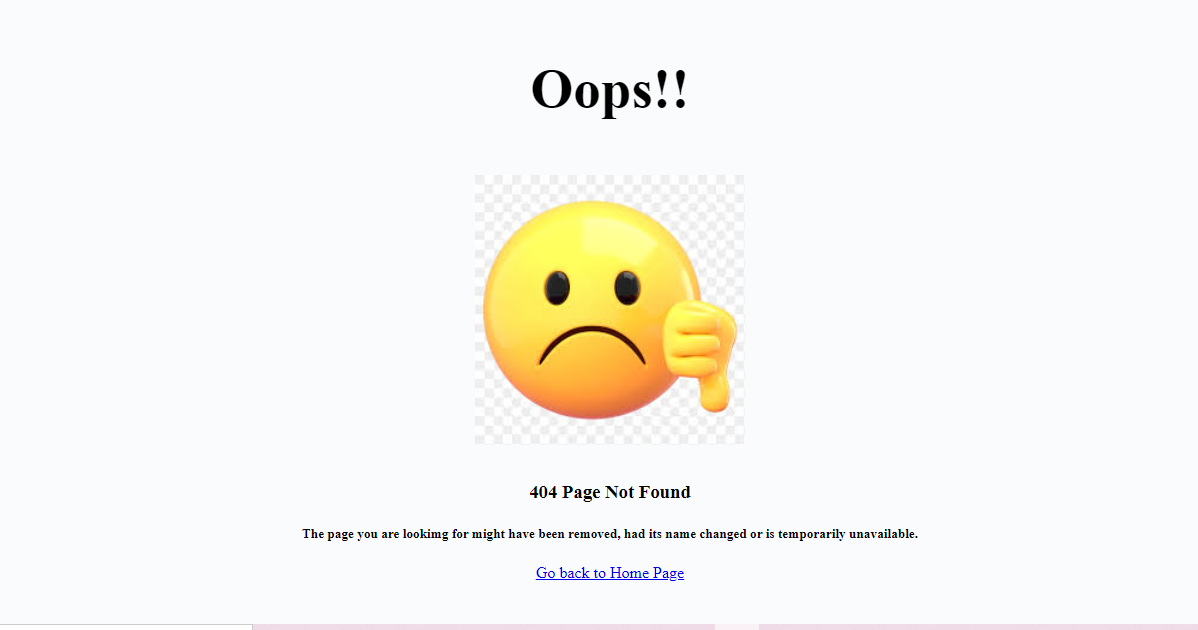 Oops!!
404 Page Not Found
The page you are lookimg for might have been removed, had its name changed or is temporarily unavailable.
Go back to Home Page